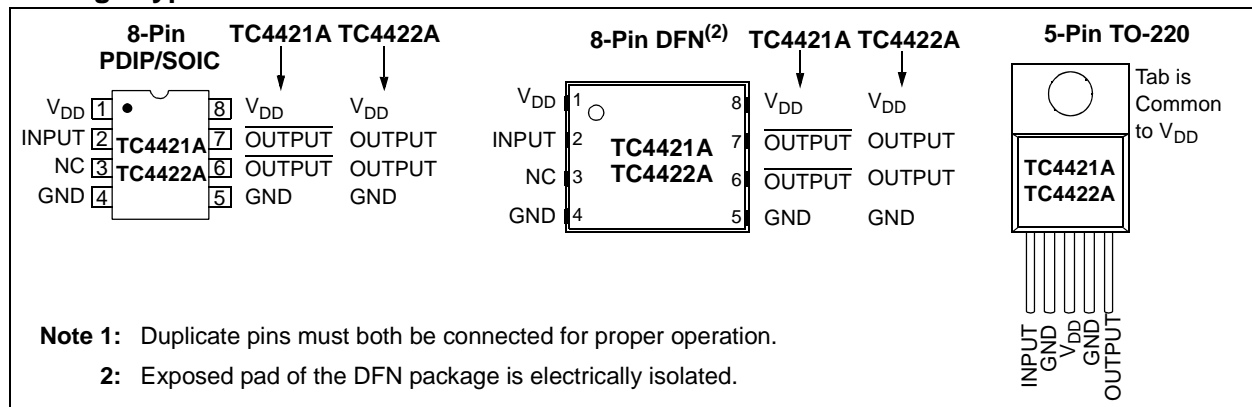 8-Pin PDIP/SOIC
TC4421A TC4422A
VDD 1
INPUT 2
NC 3
GND 4
TC4421A
TC4422A
8 VDD VDD
7 OUTPUT OUTPUT
6 OUTPUT OUTPUT
5 GND GND
8-Pin DFN(2)
TC4421A TC4422A
VDD 1
INPUT 2
NC 3
GND 4
TC4421A
TC4422A
8 VDD VDD
7 OUTPUT OUTPUT
6 OUTPUT OUTPUT
5 GND GND
5-Pin TO-220
Tab is
Common
to VDD
TC4421A
TC4422A
INPUT
GND
VDD
GND
OUTPUT
Note 1: Duplicate pins must both be connected for proper operation.
2: Exposed pad of the DFN package is electrically isolated.